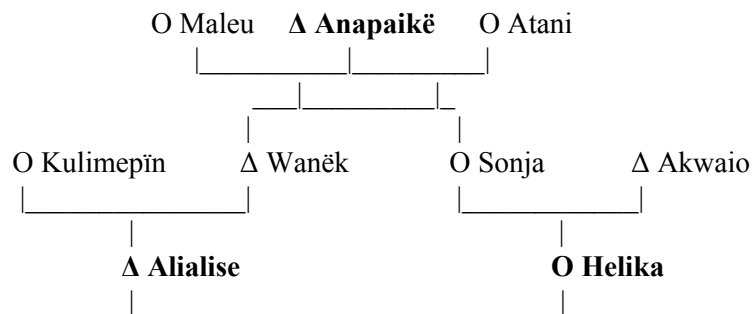 O Maleu Δ Anapaikë O Atani
O Kulimepïn Δ Wanëk O Sonja Δ Akwaio
Δ Alialise O Helika